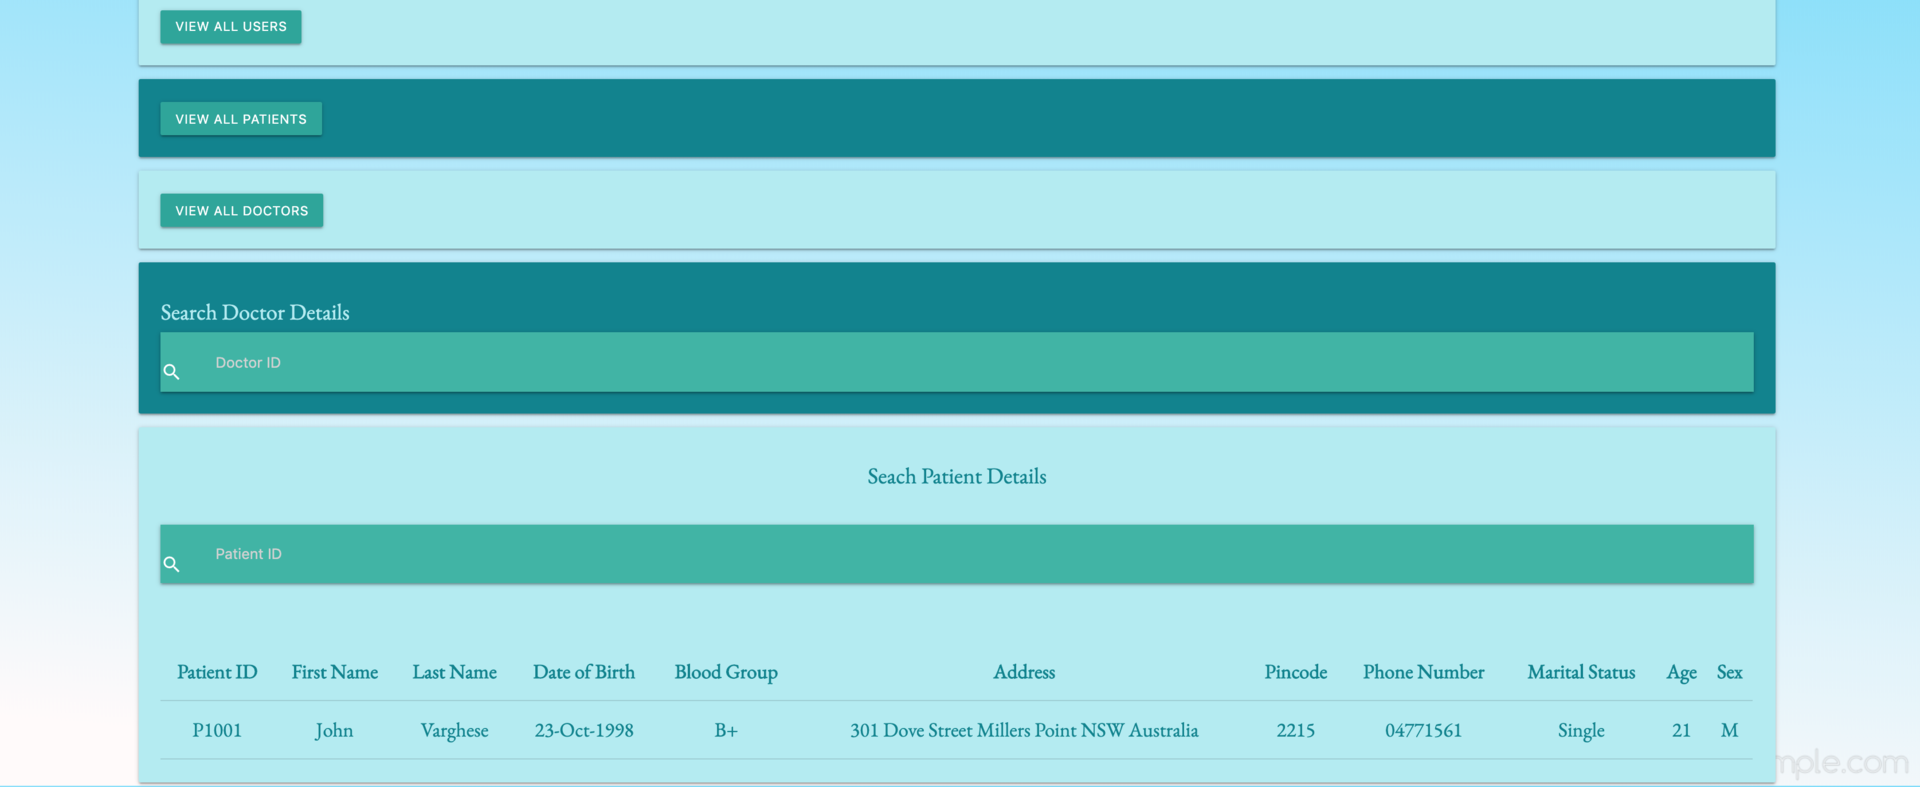 VIEW ALL USERS
VIEW ALL PATIENTS
VIEW ALL DOCTORS
Search Doctor Details
Doctor ID
Seach Patient Details
Patient ID
Patient ID First Name Last Name Date of Birth Blood Group Address Pincode Phone Number Marital Status Age Sex
P1001 John Varghese 23-Oct-1998 B+ 301 Dove Street Millers Point NSW Australia 2215 04771561 Single 21 M